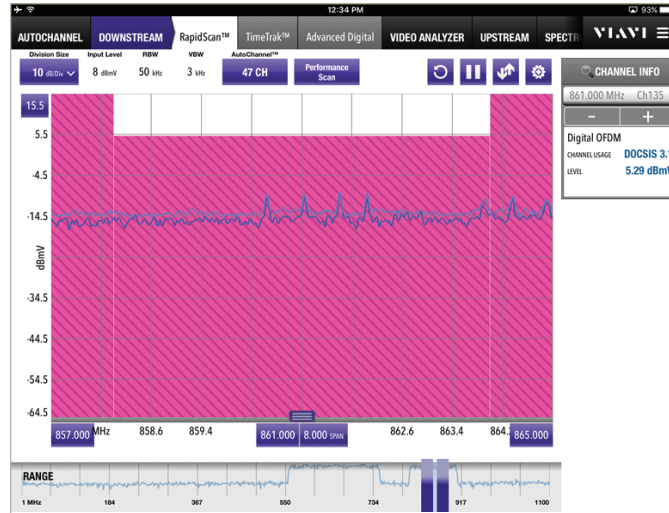 12:34 PM
93%
AUTOCHANNEL DOWNSTREAM RapidScan™ TimeTrak™ Advanced Digital VIDEO ANALYZER UPSTREAM SPECTR VIAVI
Division Size Input Level RBW VBW AutoChannel™
10 dB/Div 8 dBmV 50 kHz 3 kHz 47 CH Performance
Scan
CHANNEL INFO
861.000 MHz Ch135
− +
Digital OFDM
CHANNEL USAGE DOCSIS 3.1
LEVEL 5.29 dBmV
15.5
5.5
-4.5
-14.5
dBmV
-34.5
-44.5
-54.5
-64.5
857.000 MHz 858.6 859.4 861.000 8.000 SPAN 862.6 863.4 864. 865.000
RANGE
1 MHz 184 367 550 734 917 1100